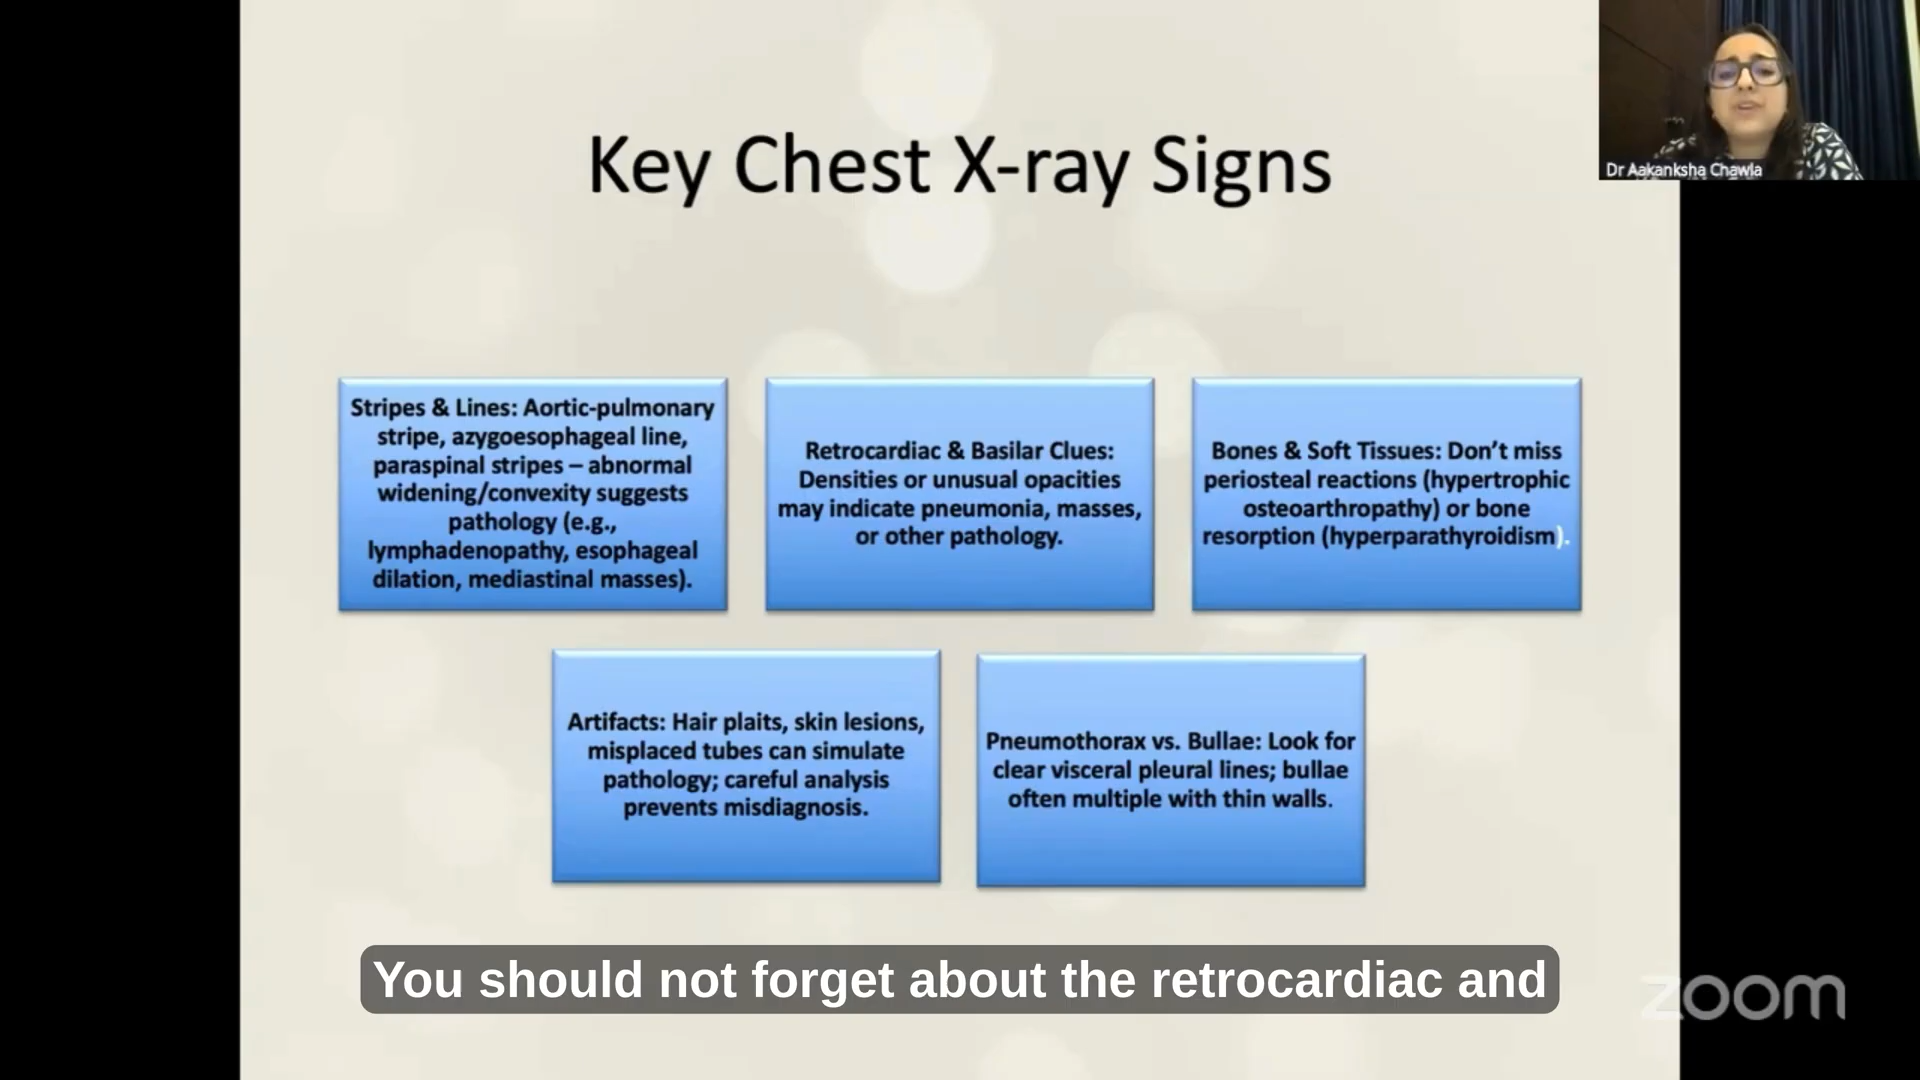 Key Chest X-ray Signs
Dr Aakanksha Chawla
Stripes & Lines: Aortic-pulmonary
stripe, azygoesophageal line,
paraspinal stripes – abnormal
widening/convexity suggests
pathology (e.g.,
lymphadenopathy, esophageal
dilation, mediastinal masses).
Retrocardiac & Basilar Clues:
Densities or unusual opacities
may indicate pneumonia, masses,
or other pathology.
Bones & Soft Tissues: Don’t miss
periosteal reactions (hypertrophic
osteoarthropathy) or bone
resorption (hyperparathyroidism).
Artifacts: Hair plaits, skin lesions,
misplaced tubes can simulate
pathology; careful analysis
prevents misdiagnosis.
Pneumothorax vs. Bullae: Look for
clear visceral pleural lines; bullae
often multiple with thin walls.
You should not forget about the retrocardiac and
zoom